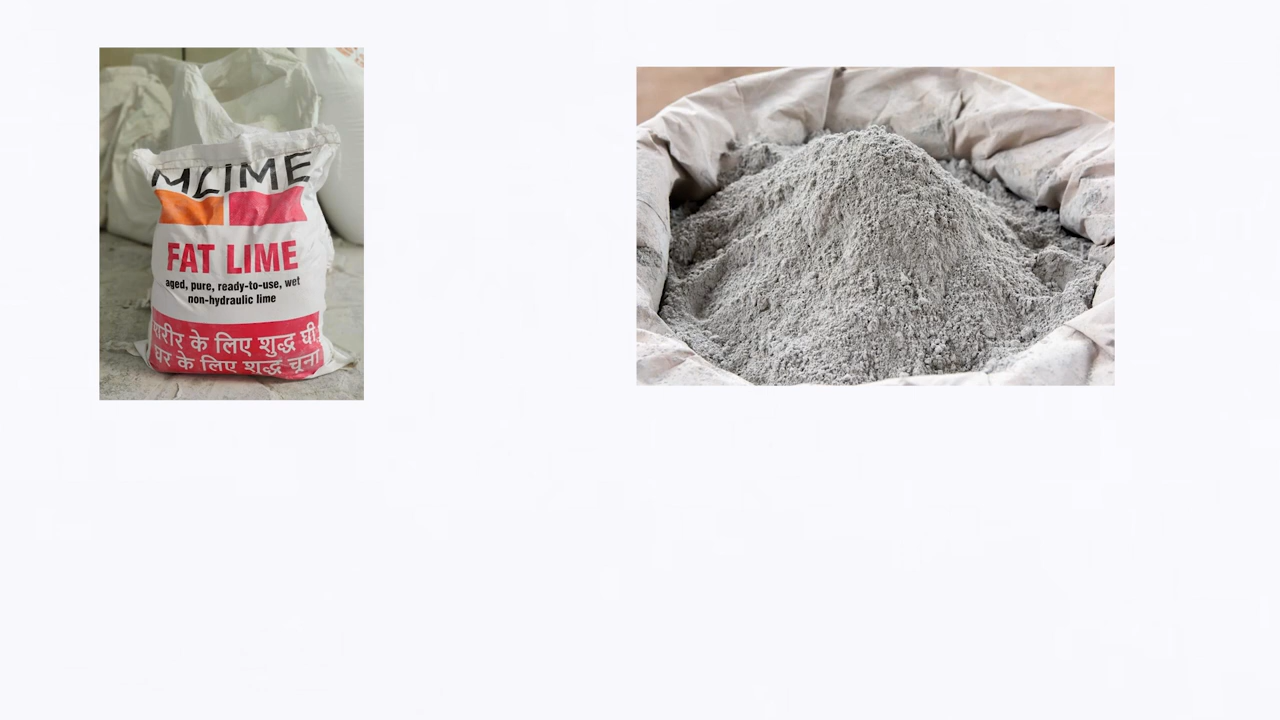 MLIME
FAT LIME
aged, pure, ready-to-use, wet
non-hydraulic lime
शरीर के लिए शुद्ध घी,
घर के लिए शुद्ध चूना